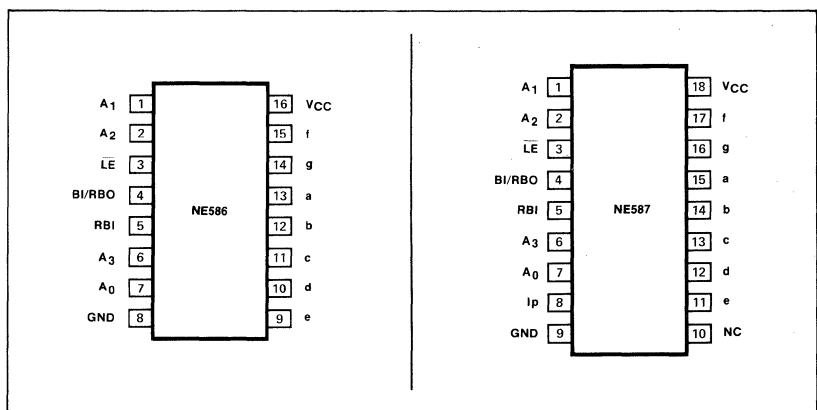 A1 1 16 VCC
A2 2 15 f
L̅E̅ 3 14 g
BI/RBO 4 13 a
NE586
RBI 5 12 b
A3 6 11 c
A0 7 10 d
GND 8 9 e
A1 1 18 VCC
A2 2 17 f
L̅E̅ 3 16 g
BI/RBO 4 15 a
RBI 5 NE587 14 b
A3 6 13 c
A0 7 12 d
Ip 8 11 e
GND 9 10 NC